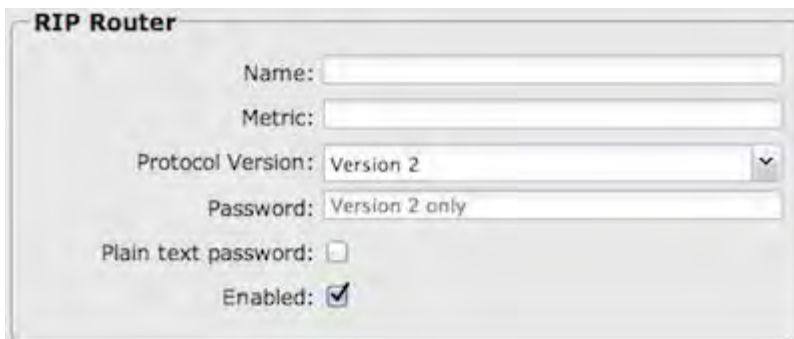 RIP Router
Name:
Metric:
Protocol Version: Version 2
Password: Version 2 only
Plain text password:
Enabled: